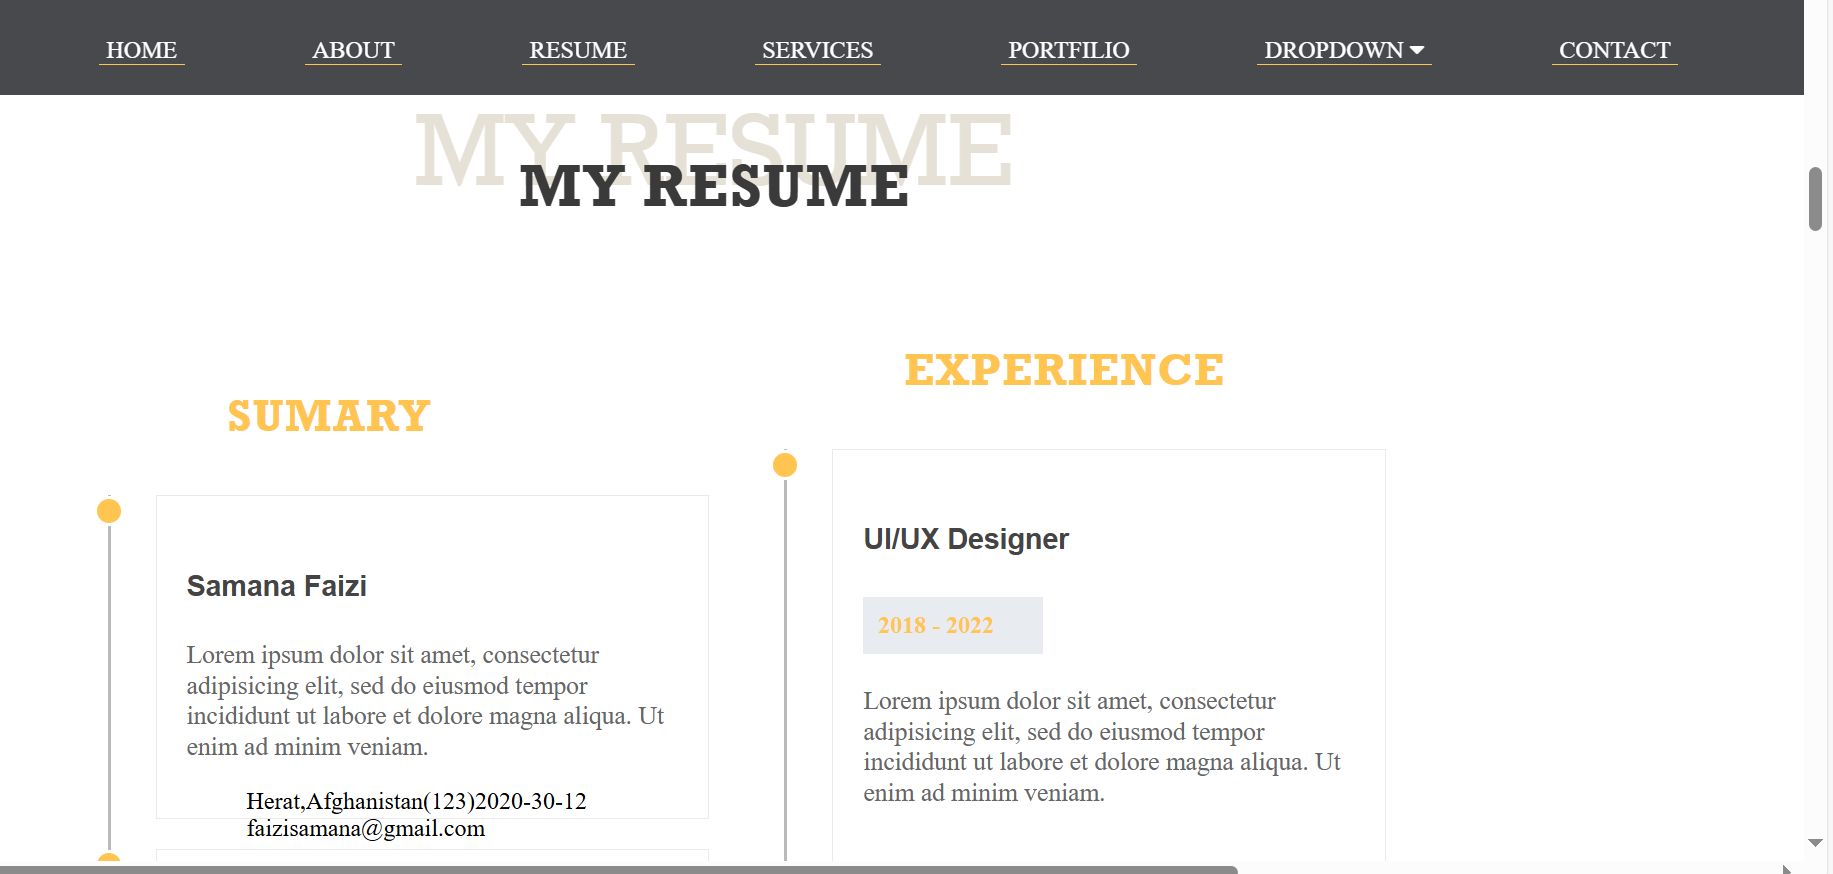 HOME ABOUT RESUME SERVICES PORTFILIO DROPDOWN CONTACT
MY RESUME
MY RESUME
SUMARY
Samana Faizi
Lorem ipsum dolor sit amet, consectetur
adipisicing elit, sed do eiusmod tempor
incididunt ut labore et dolore magna aliqua. Ut
enim ad minim veniam.
Herat,Afghanistan(123)2020-30-12
faizisamana@gmail.com
EXPERIENCE
UI/UX Designer
2018 - 2022
Lorem ipsum dolor sit amet, consectetur
adipisicing elit, sed do eiusmod tempor
incididunt ut labore et dolore magna aliqua. Ut
enim ad minim veniam.